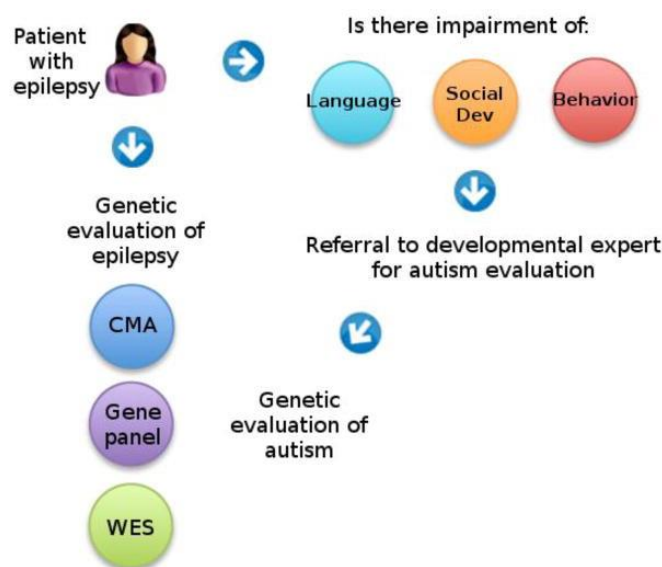 Patient
with
epilepsy
Is there impairment of:
Language
Social
Dev
Behavior
Genetic
evaluation of
epilepsy
Referral to developmental expert
for autism evaluation
CMA
Gene
panel
WES
Genetic
evaluation of
autism